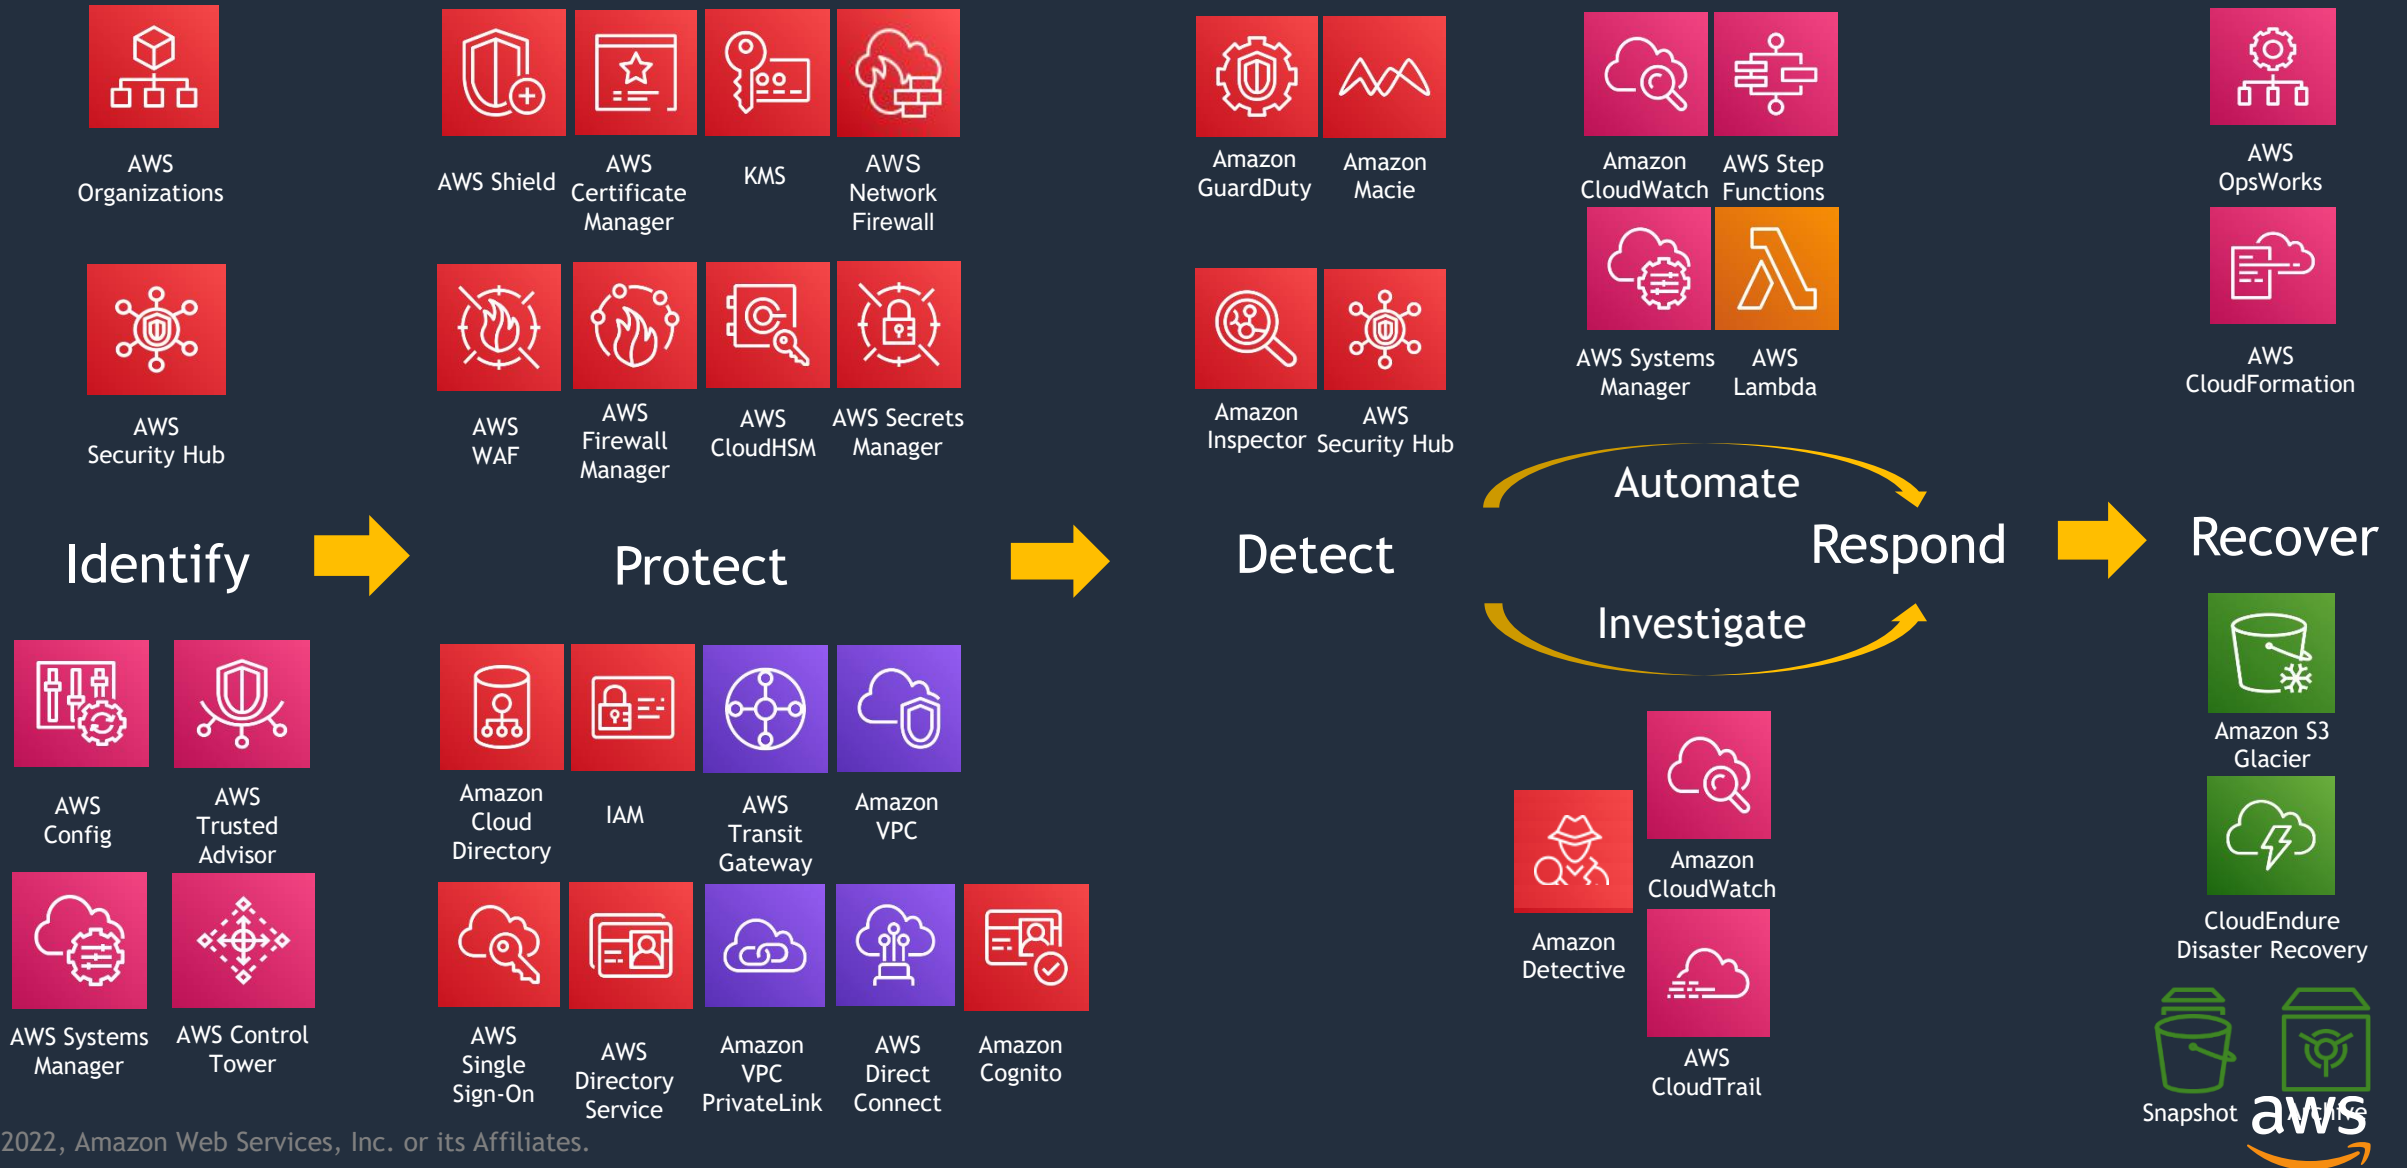 AWS
Organizations
AWS
Security Hub
Identify
AWS
Config
AWS
Trusted
Advisor
AWS Systems
Manager
AWS Control
Tower
AWS Shield
AWS
Certificate
Manager
KMS
AWS
Network
Firewall
AWS
WAF
AWS
Firewall
Manager
AWS
CloudHSM
AWS Secrets
Manager
Protect
Amazon
Cloud
Directory
IAM
AWS
Transit
Gateway
Amazon
VPC
AWS
Single
Sign-On
AWS
Directory
Service
Amazon
VPC
PrivateLink
AWS
Direct
Connect
Amazon
Cognito
Amazon
GuardDuty
Amazon
Macie
Amazon
Inspector
AWS
Security Hub
Detect
Amazon
CloudWatch
AWS Step
Functions
AWS Systems
Manager
AWS
Lambda
Automate
Respond
Investigate
Amazon
Detective
Amazon
CloudWatch
AWS
CloudTrail
AWS
OpsWorks
AWS
CloudFormation
Recover
Amazon S3
Glacier
CloudEndure
Disaster Recovery
Snapshot
Archive
aws
2022, Amazon Web Services, Inc. or its Affiliates.